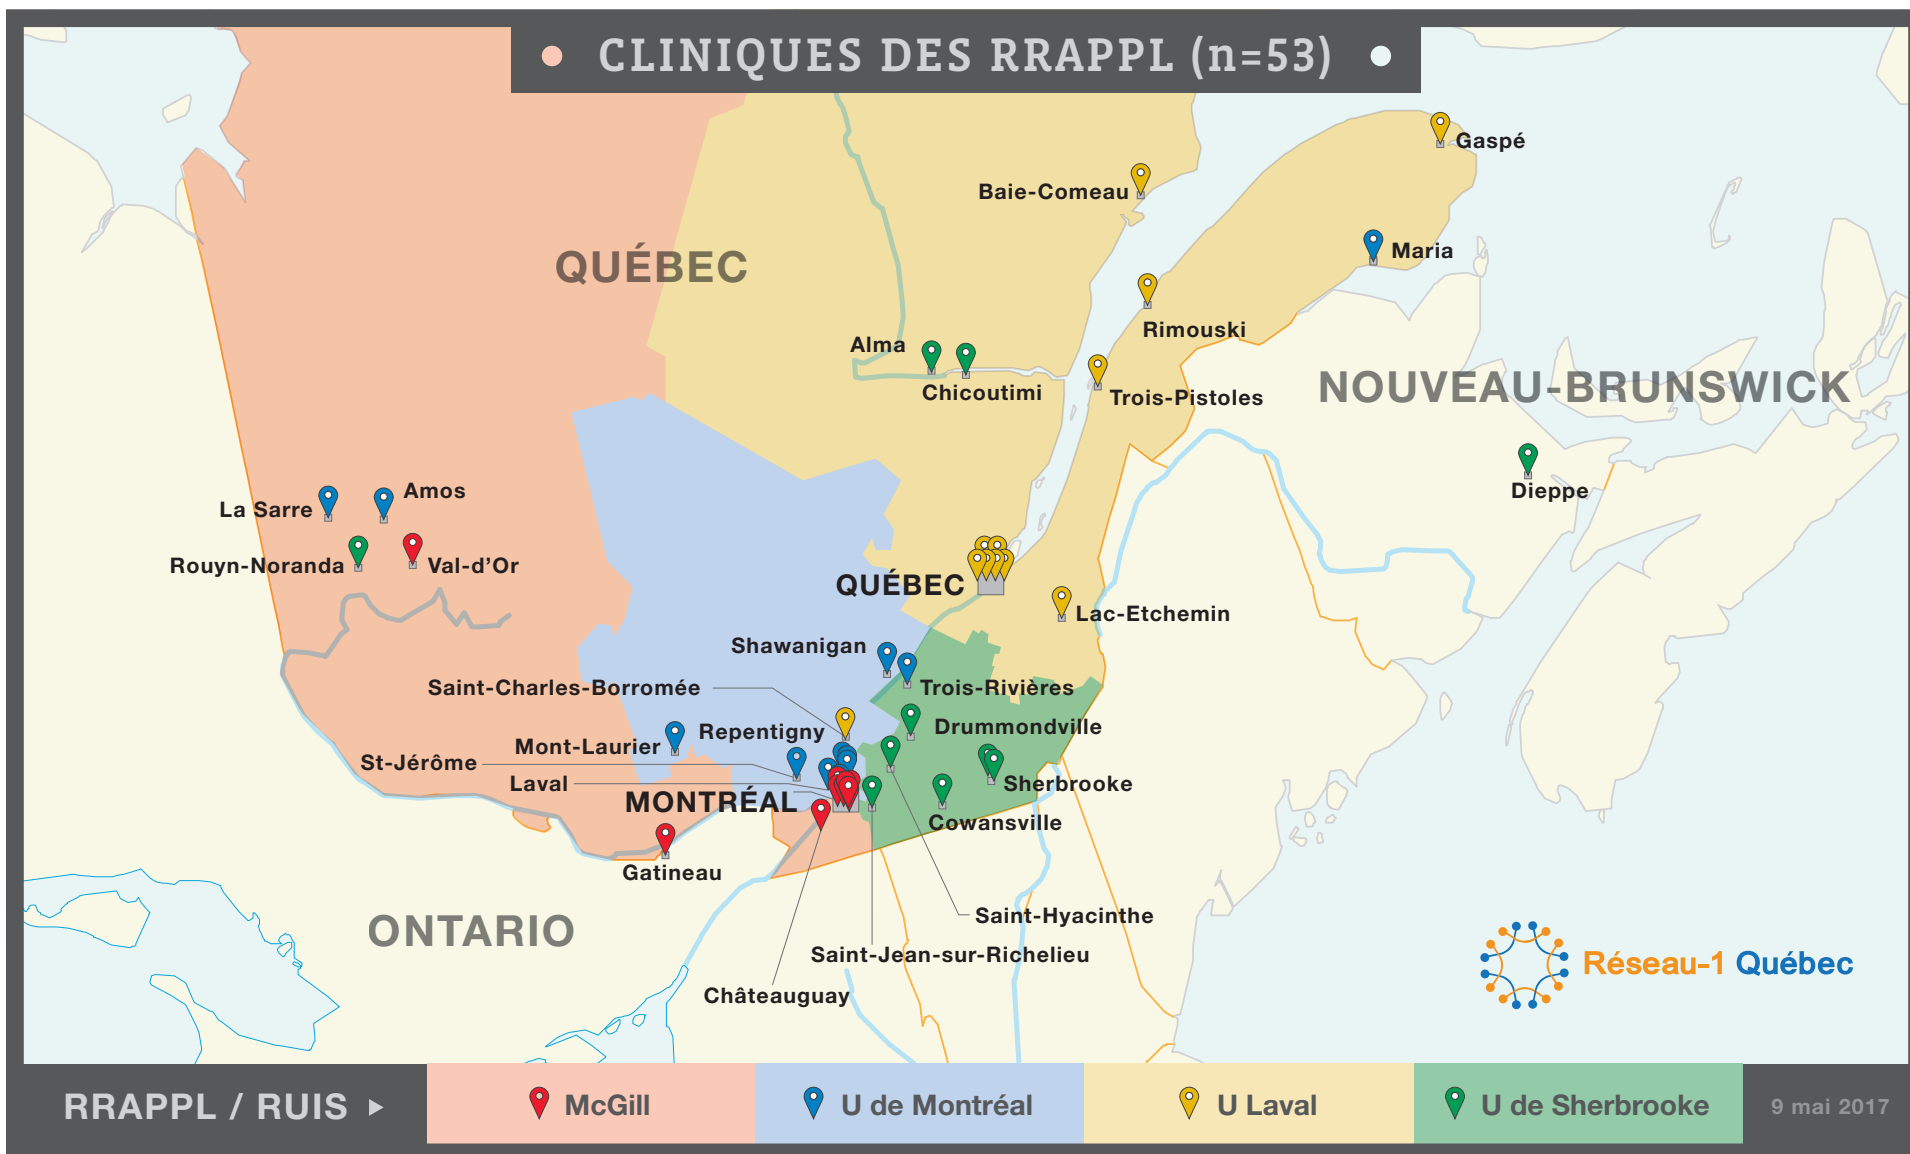 CLINIQUES DES RRAPPL (n=53)
Gaspé
Baie-Comeau
Maria
QUÉBEC
Rimouski
Alma
Chicoutimi
Trois-Pistoles
NOUVEAU-BRUNSWICK
Dieppe
Amos
La Sarre
Rouyn-Noranda
Val-d'Or
QUÉBEC
Lac-Etchemin
Shawanigan
Saint-Charles-Borromée
Trois-Rivières
Repentigny
Drummondville
Mont-Laurier
St-Jérôme
Laval
Sherbrooke
MONTRÉAL
Cowansville
Gatineau
Saint-Hyacinthe
ONTARIO
Saint-Jean-sur-Richelieu
Châteauguay
Réseau-1 Québec
RRAPPL / RUIS
McGill
U de Montréal
U Laval
U de Sherbrooke
9 mai 2017